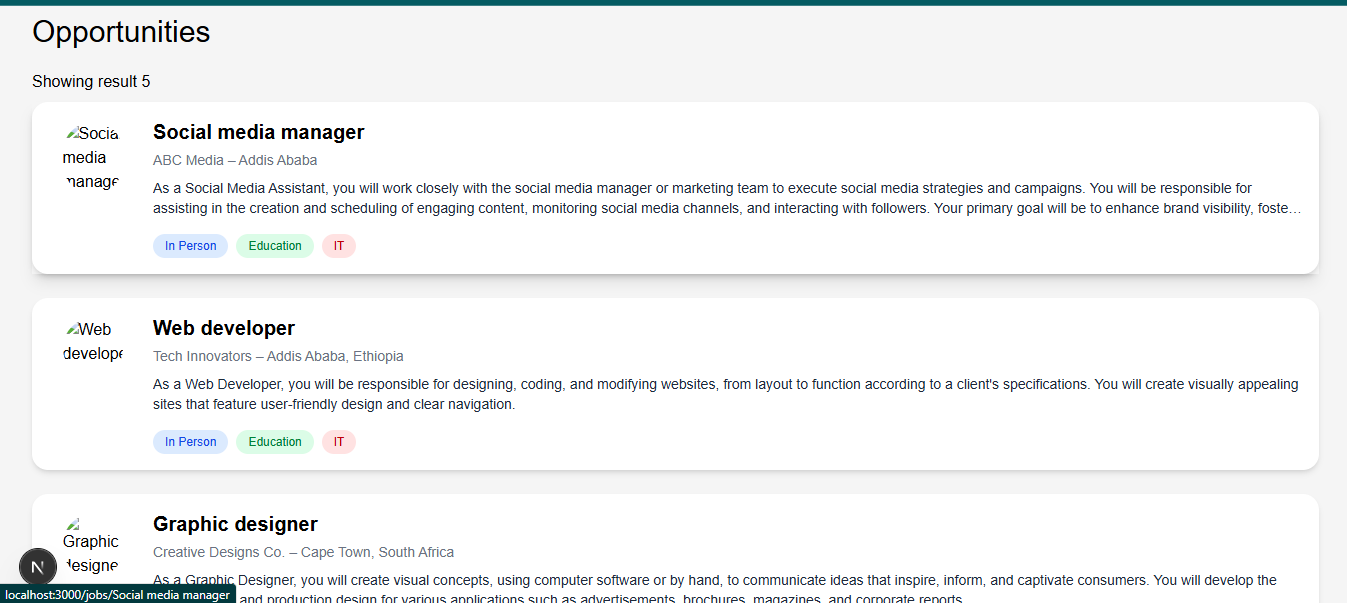 Opportunities
Showing result 5
Socia
media
manage
Social media manager
ABC Media – Addis Ababa
As a Social Media Assistant, you will work closely with the social media manager or marketing team to execute social media strategies and campaigns. You will be responsible for
assisting in the creation and scheduling of engaging content, monitoring social media channels, and interacting with followers. Your primary goal will be to enhance brand visibility, foste…
In Person Education IT
Web
develope
Web developer
Tech Innovators – Addis Ababa, Ethiopia
As a Web Developer, you will be responsible for designing, coding, and modifying websites, from layout to function according to a client's specifications. You will create visually appealing
sites that feature user-friendly design and clear navigation.
In Person Education IT
Graphic
designe
Graphic designer
Creative Designs Co. – Cape Town, South Africa
As a Graphic Designer, you will create visual concepts, using computer software or by hand, to communicate ideas that inspire, inform, and captivate consumers. You will develop the
and production design for various applications such as advertisements, brochures, magazines, and corporate reports.
N
localhost:3000/jobs/Social media manager